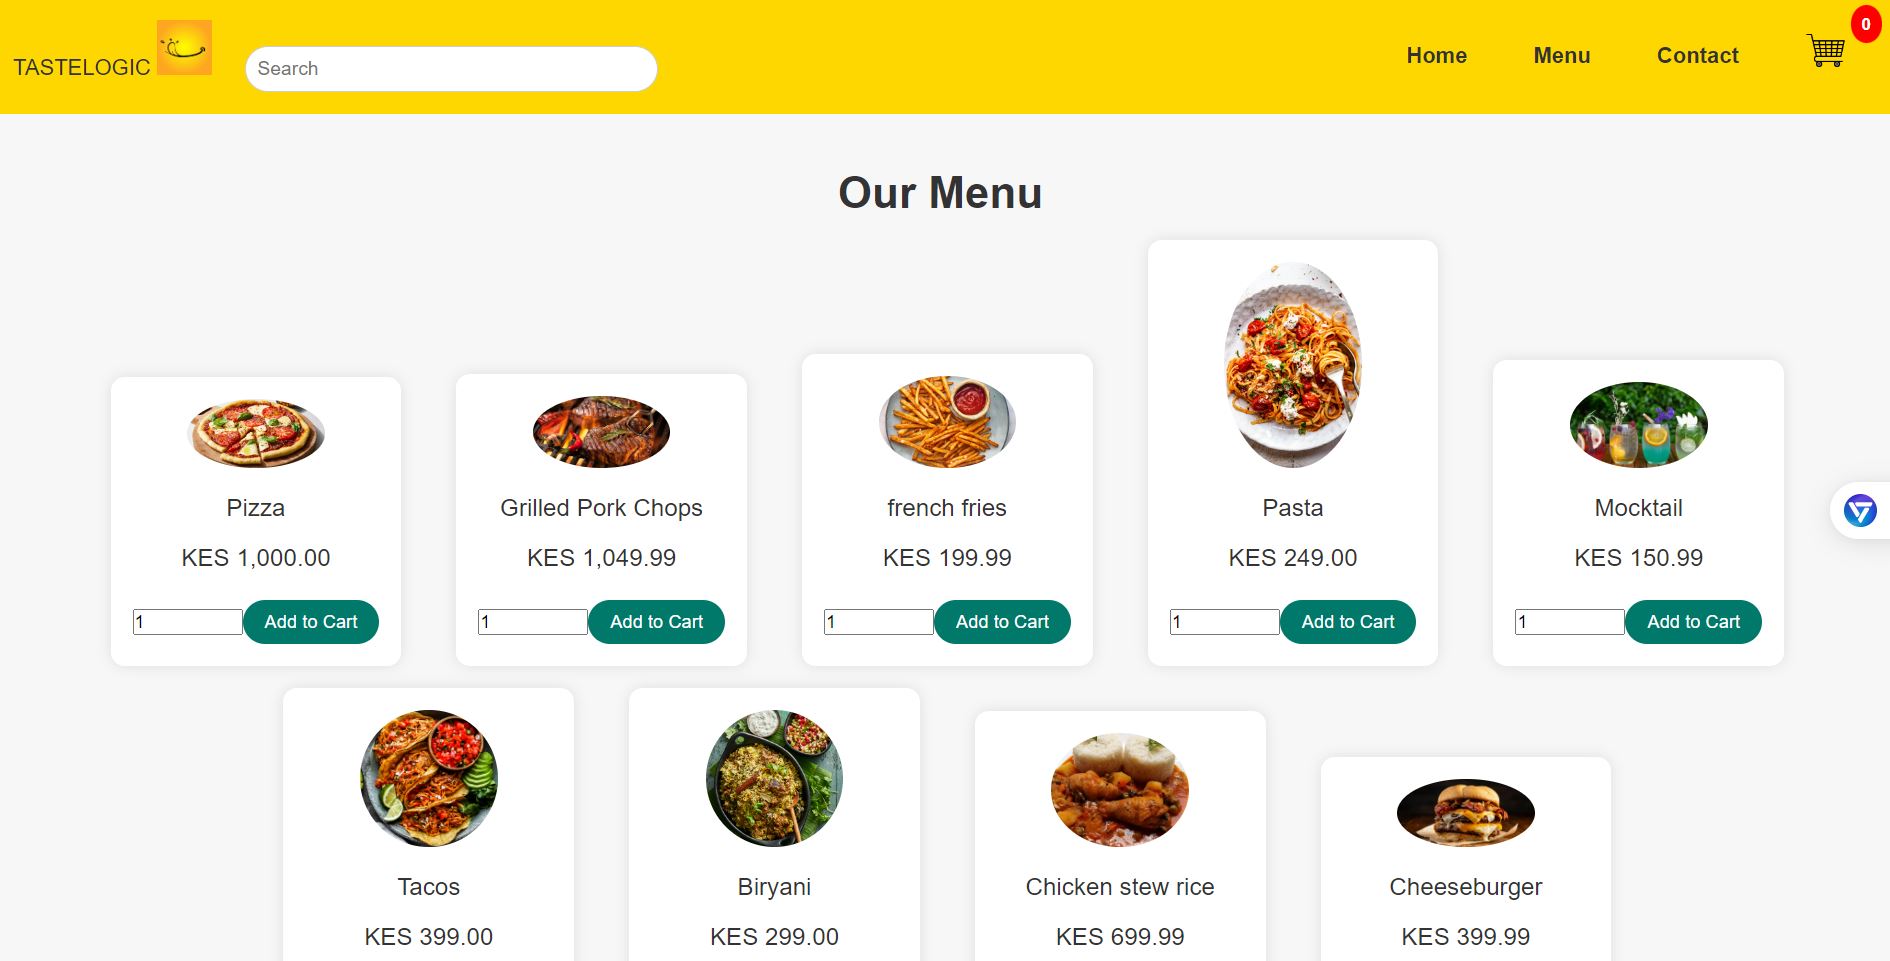 TASTELOGIC
Search
Home
Menu
Contact
0
Our Menu
Pizza
KES 1,000.00
1
Add to Cart
Grilled Pork Chops
KES 1,049.99
1
Add to Cart
french fries
KES 199.99
1
Add to Cart
Pasta
KES 249.00
1
Add to Cart
Mocktail
KES 150.99
1
Add to Cart
Tacos
KES 399.00
Biryani
KES 299.00
Chicken stew rice
KES 699.99
Cheeseburger
KES 399.99